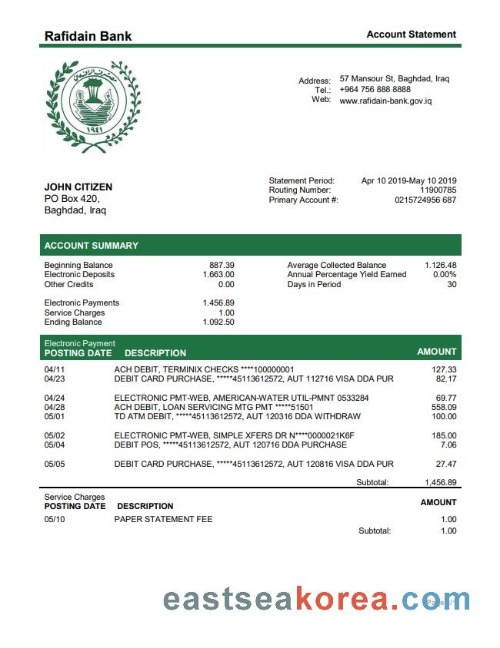 Rafidain Bank
Account Statement
١٩٤١
Address: 57 Mansour St, Baghdad, Iraq
Tel.: +964 756 888 8888
Web: www.rafidain-bank.gov.iq
JOHN CITIZEN
PO Box 420,
Baghdad, Iraq
Statement Period: Apr 10 2019-May 10 2019
Routing Number: 11900785
Primary Account #: 0215724956 687
ACCOUNT SUMMARY
Beginning Balance 887.39 Average Collected Balance 1.126.48
Electronic Deposits 1.663.00 Annual Percentage Yield Earned 0.00%
Other Credits 0.00 Days in Period 30
Electronic Payments 1.456.89
Service Charges 1.00
Ending Balance 1.092.50
Electronic Payment
POSTING DATE DESCRIPTION AMOUNT
04/11 ACH DEBIT, TERMINIX CHECKS ****100000001 127.33
04/23 DEBIT CARD PURCHASE, *****45113612572, AUT 112716 VISA DDA PUR 82.17
04/24 ELECTRONIC PMT-WEB, AMERICAN-WATER UTIL-PMNT 0533284 69.77
04/28 ACH DEBIT, LOAN SERVICING MTG PMT *****51501 558.09
05/01 TD ATM DEBIT, *****45113612572, AUT 120316 DDA WITHDRAW 100.00
05/02 ELECTRONIC PMT-WEB, SIMPLE XFERS DR N****0000021K6F 185.00
05/04 DEBIT POS, *****45113612572, AUT 120716 DDA PURCHASE 7.06
05/05 DEBIT CARD PURCHASE, *****45113612572, AUT 120816 VISA DDA PUR 27.47
Subtotal: 1,456.89
Service Charges
POSTING DATE DESCRIPTION AMOUNT
05/10 PAPER STATEMENT FEE 1.00
Subtotal: 1.00
eastseakorea.com